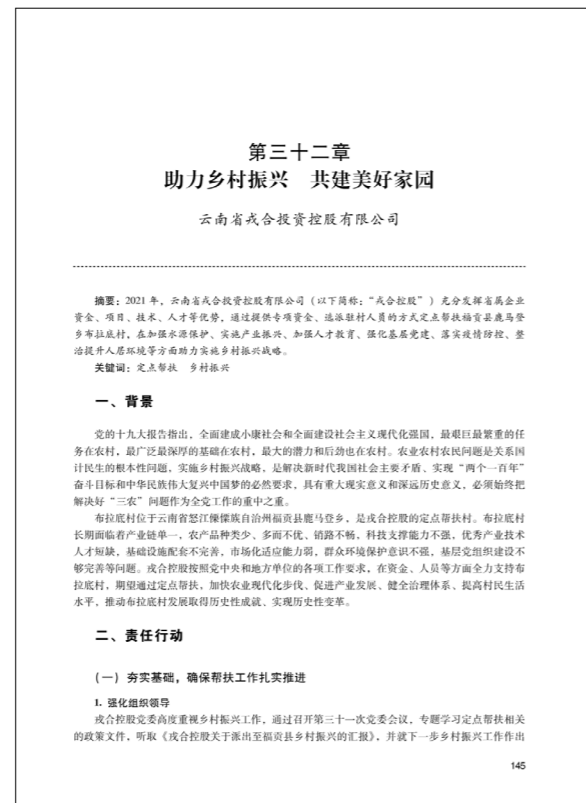 第三十二章
助力乡村振兴　共建美好家园
云南省戎合投资控股有限公司
摘要：2021 年，云南省戎合投资控股有限公司（以下简称：“戎合控股”）充分发挥省属企业
资金、项目、技术、人才等优势，通过提供专项资金、选派驻村人员的方式定点帮扶福贡县鹿马登
乡布拉底村，在加强水源保护、实施产业振兴、加强人才教育、强化基层党建、落实疫情防控、整
治提升人居环境等方面助力实施乡村振兴战略。
关键词：定点帮扶　乡村振兴
一、背景
党的十九大报告指出，全面建成小康社会和全面建设社会主义现代化强国，最艰巨最繁重的任
务在农村，最广泛最深厚的基础在农村，最大的潜力和后劲也在农村。农业农村农民问题是关系国
计民生的根本性问题，实施乡村振兴战略，是解决新时代我国社会主要矛盾、实现“两个一百年”
奋斗目标和中华民族伟大复兴中国梦的必然要求，具有重大现实意义和深远历史意义，必须始终把
解决好“三农”问题作为全党工作的重中之重。
布拉底村位于云南省怒江傈僳族自治州福贡县鹿马登乡，是戎合控股的定点帮扶村。布拉底村
长期面临着产业链单一，农产品种类少、多而不优、销路不畅，科技支撑能力不强，优秀产业技术
人才短缺，基础设施配套不完善，市场化适应能力弱，群众环境保护意识不强，基层党组织建设不
够完善等问题。戎合控股按照党中央和地方单位的各项工作要求，在资金、人员等方面全力支持布
拉底村，期望通过定点帮扶，加快农业现代化步伐、促进产业发展、健全治理体系、提高村民生活
水平，推动布拉底村发展取得历史性成就、实现历史性变革。
二、责任行动
（一）夯实基础，确保帮扶工作扎实推进
1. 强化组织领导
戎合控股党委高度重视乡村振兴工作，通过召开第三十一次党委会议，专题学习定点帮扶相关
的政策文件，听取《戎合控股关于派出至福贡县乡村振兴的汇报》，并就下一步乡村振兴工作作出
145